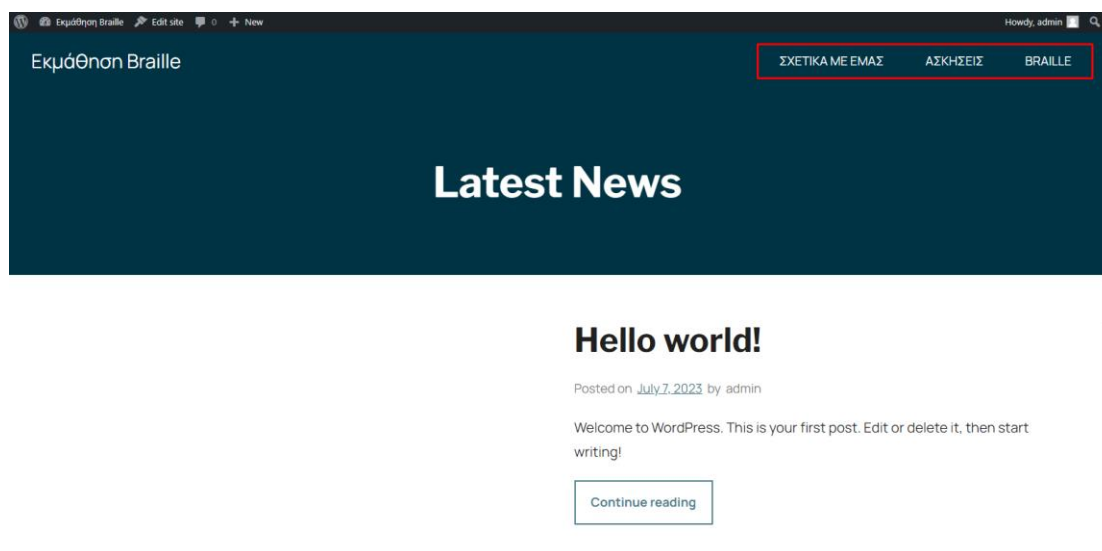 Εκμάθηση Braille Edit site 0 New Howdy, admin
Εκμάθηση Braille ΣΧΕΤΙΚΑ ΜΕ ΕΜΑΣ ΑΣΚΗΣΕΙΣ BRAILLE
Latest News
Hello world!
Posted on July 7, 2023 by admin
Welcome to WordPress. This is your first post. Edit or delete it, then start
writing!
Continue reading